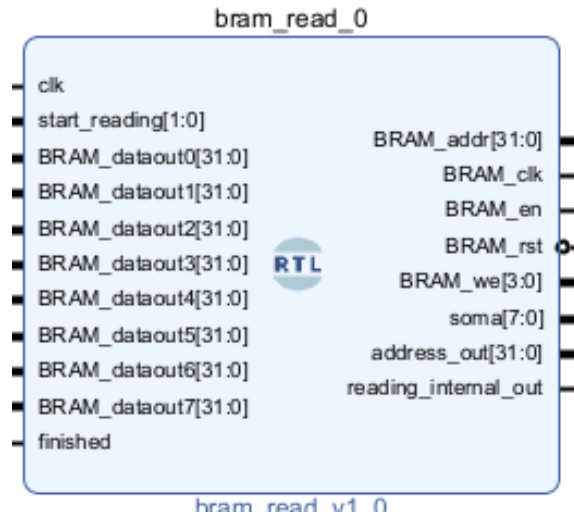 bram_read_0
clk
start_reading[1:0]
BRAM_dataout0[31:0]
BRAM_dataout1[31:0]
BRAM_dataout2[31:0]
BRAM_dataout3[31:0]
BRAM_dataout4[31:0]
BRAM_dataout5[31:0]
BRAM_dataout6[31:0]
BRAM_dataout7[31:0]
finished
RTL
BRAM_addr[31:0]
BRAM_clk
BRAM_en
BRAM_rst
BRAM_we[3:0]
soma[7:0]
address_out[31:0]
reading_internal_out
bram_read_v1_0